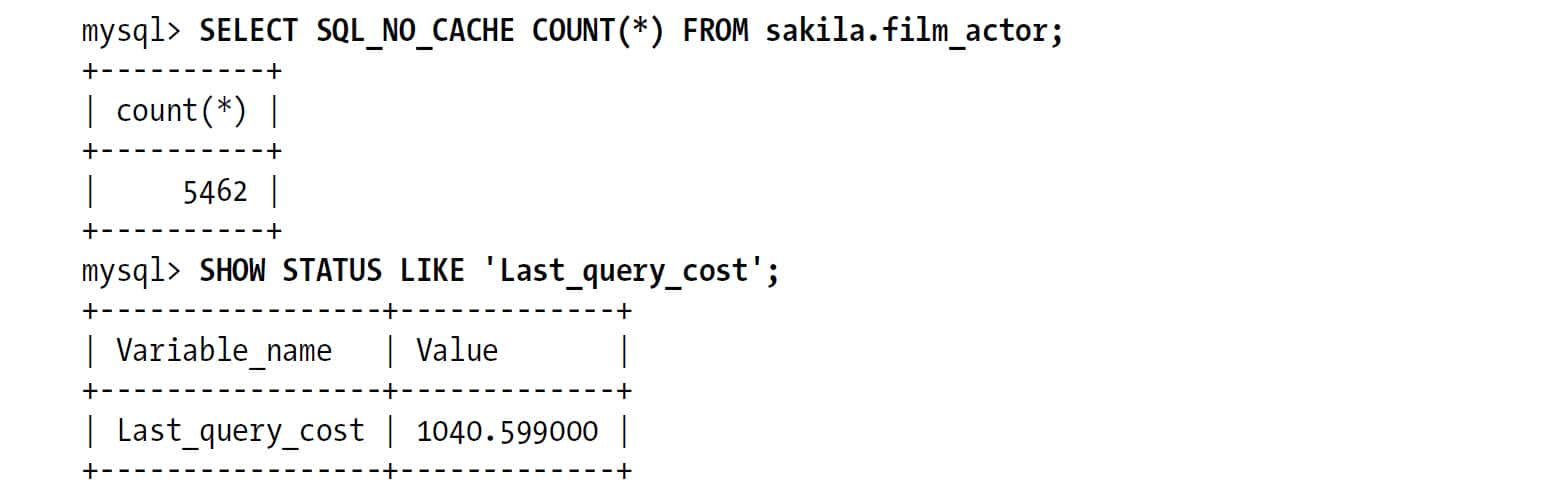 mysql> SELECT SQL_NO_CACHE COUNT(*) FROM sakila.film_actor;
+----------+
| count(*) |
+----------+
|     5462 |
+----------+
mysql> SHOW STATUS LIKE 'Last_query_cost';
+-----------------+-------------+
| Variable_name   | Value       |
+-----------------+-------------+
| Last_query_cost | 1040.599000 |
+-----------------+-------------+